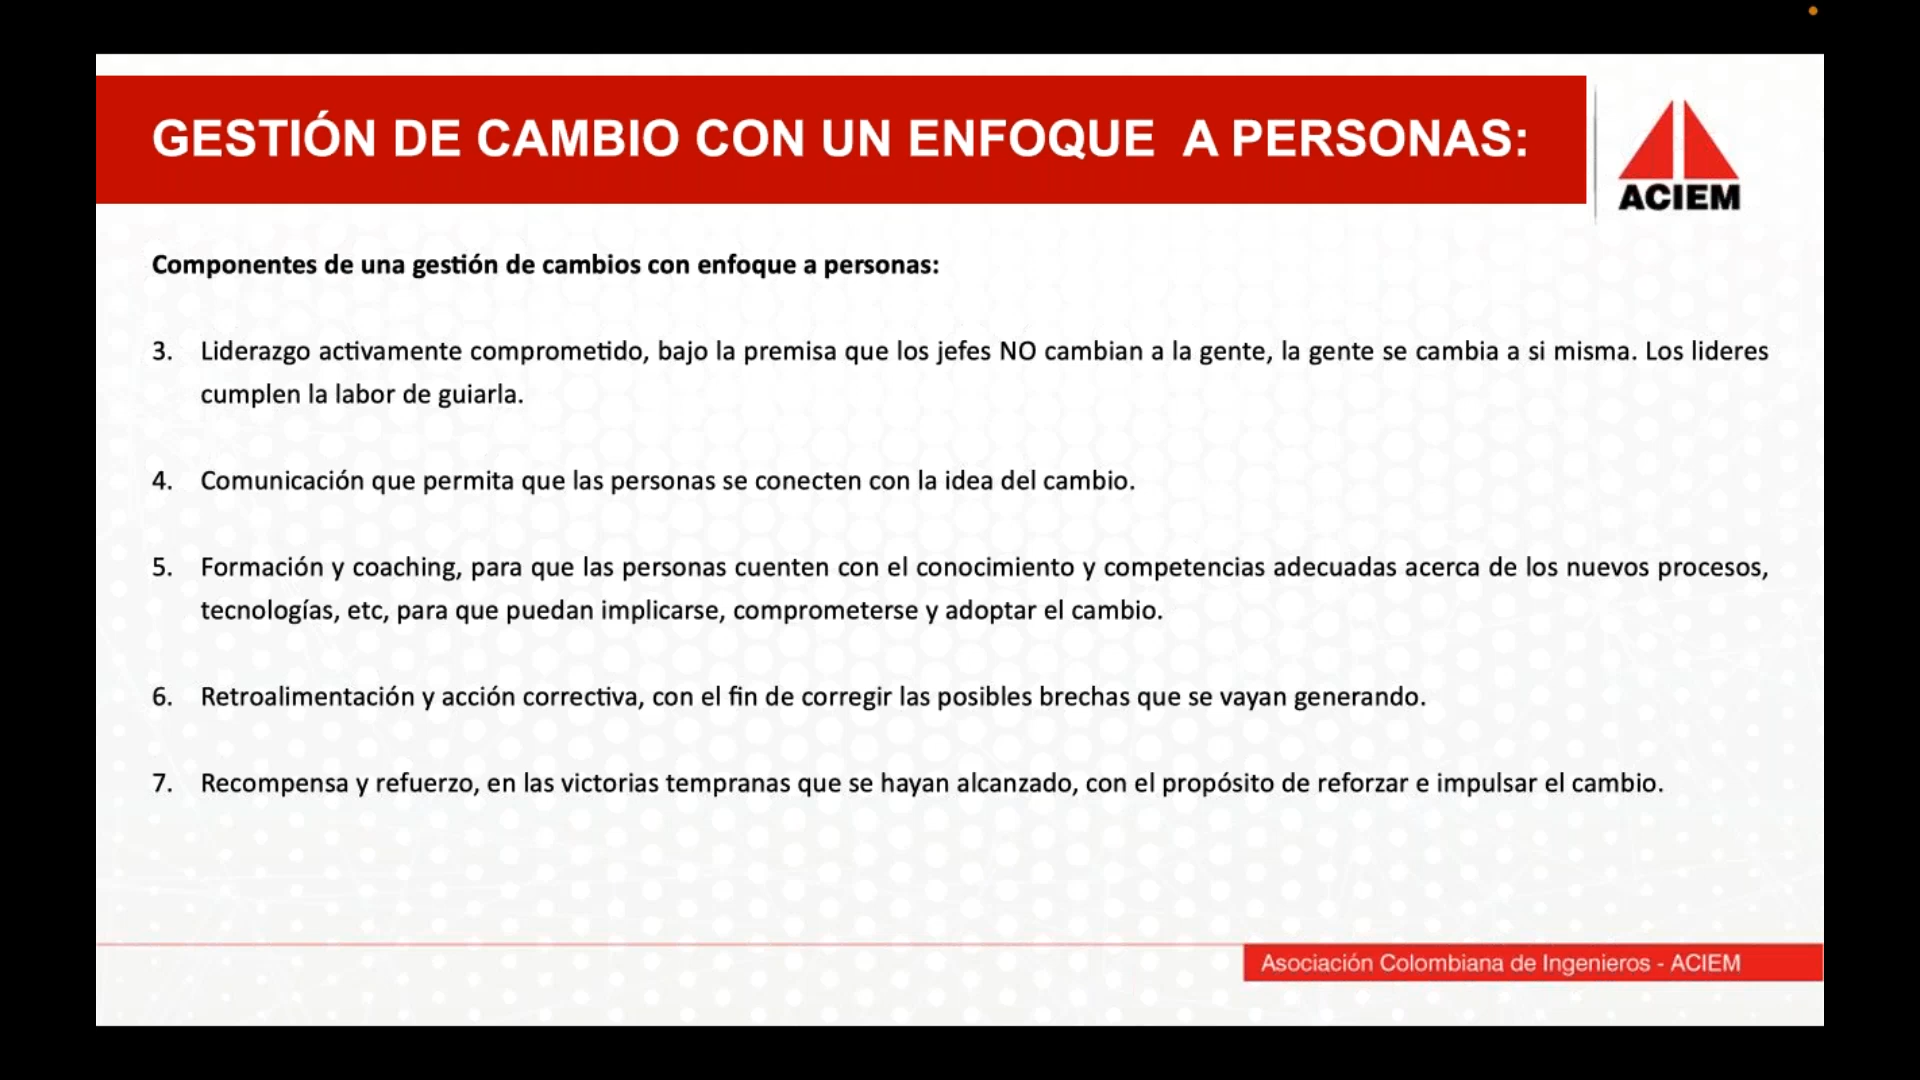 GESTIÓN DE CAMBIO CON UN ENFOQUE A PERSONAS:
ACIEM
Componentes de una gestión de cambios con enfoque a personas:
3. Liderazgo activamente comprometido, bajo la premisa que los jefes NO cambian a la gente, la gente se cambia a si misma. Los lideres
cumplen la labor de guiarla.
4. Comunicación que permita que las personas se conecten con la idea del cambio.
5. Formación y coaching, para que las personas cuenten con el conocimiento y competencias adecuadas acerca de los nuevos procesos,
tecnologías, etc, para que puedan implicarse, comprometerse y adoptar el cambio.
6. Retroalimentación y acción correctiva, con el fin de corregir las posibles brechas que se vayan generando.
7. Recompensa y refuerzo, en las victorias tempranas que se hayan alcanzado, con el propósito de reforzar e impulsar el cambio.
Asociación Colombiana de Ingenieros - ACIEM